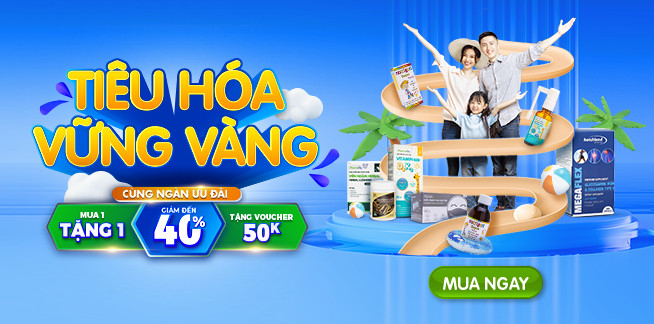 TIÊU HÓA
VỮNG VÀNG
CÙNG NGÀN ƯU ĐÃI
MUA 1
TẶNG 1
GIẢM ĐẾN
40%
TẶNG VOUCHER
50K
VITAMIN
MEGAFLEX
MUA NGAY